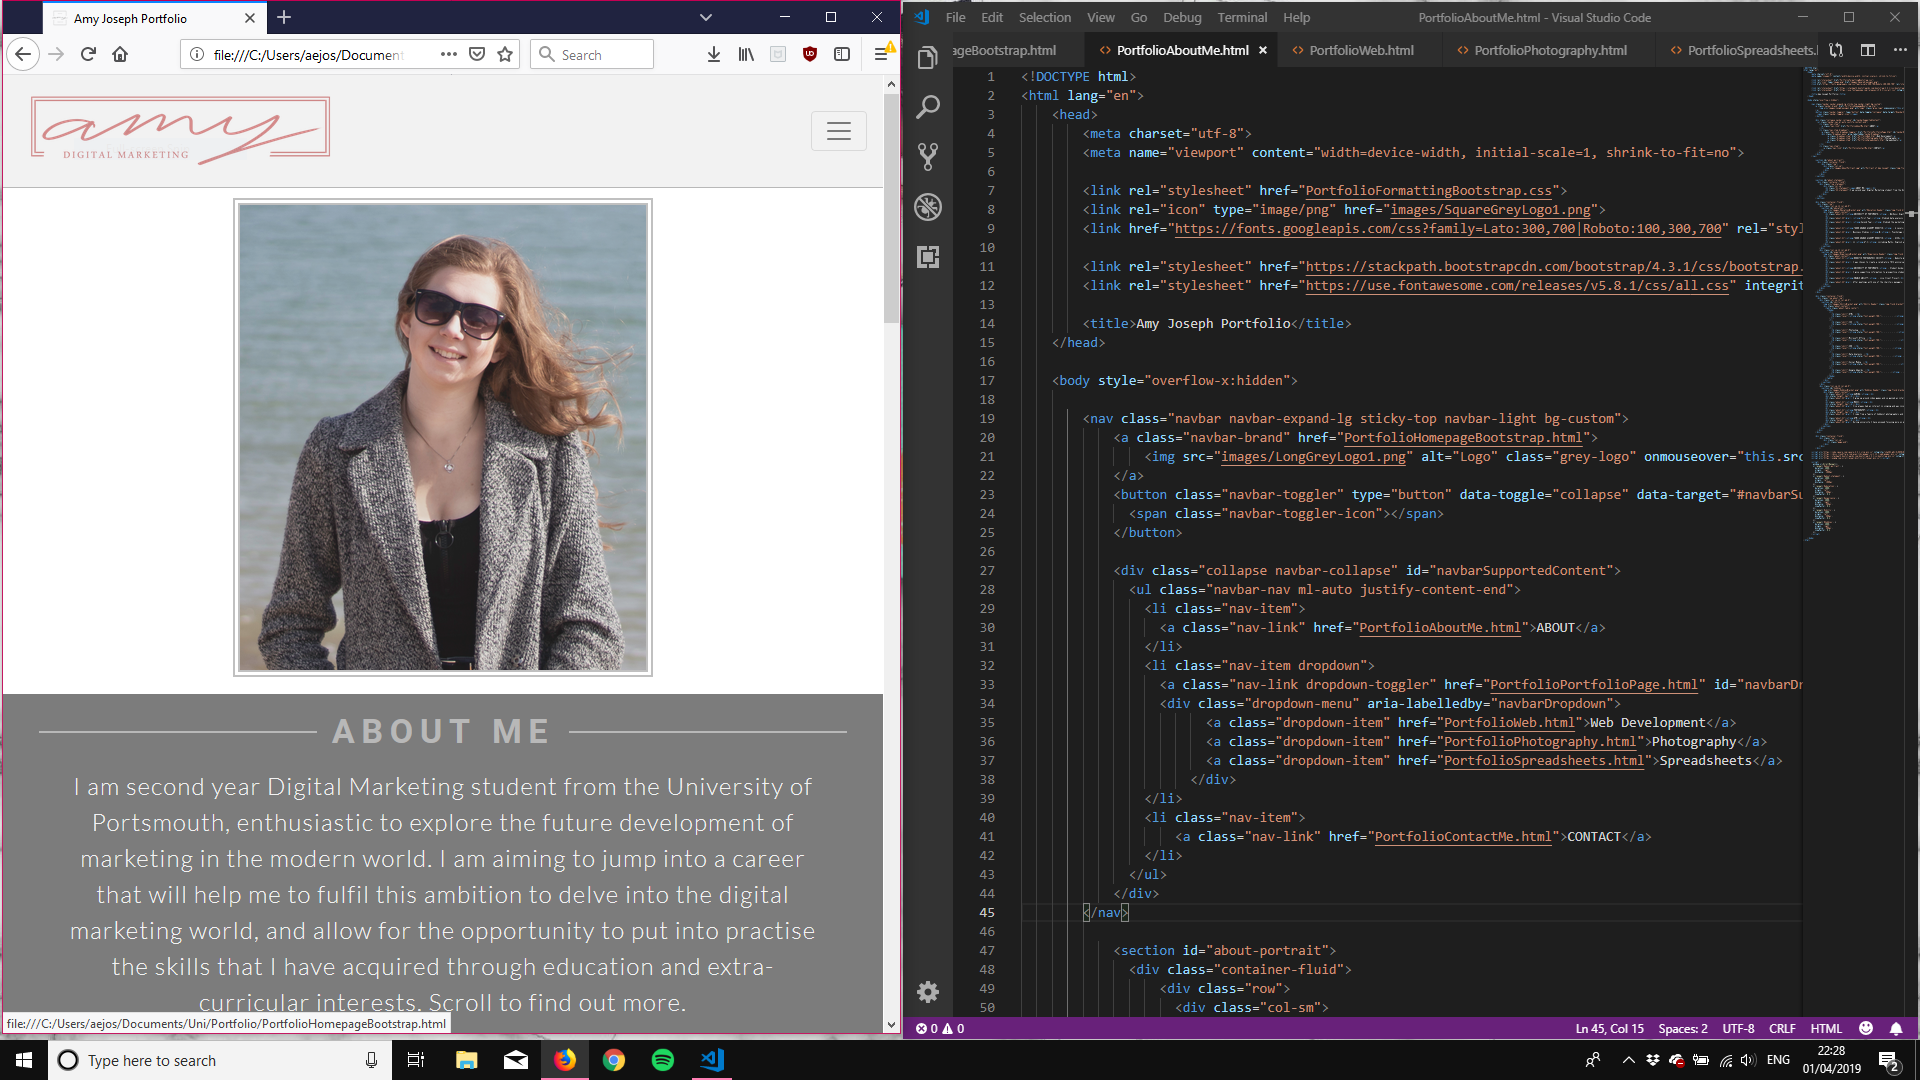 Amy Joseph Portfolio
file:///C:/Users/aejos/Document
Search
amy
DIGITAL MARKETING
ABOUT ME
I am second year Digital Marketing student from the University of
Portsmouth, enthusiastic to explore the future development of
marketing in the modern world. I am aiming to jump into a career
that will help me to fulfil this ambition to delve into the digital
marketing world, and allow for the opportunity to put into practise
the skills that I have acquired through education and extra-
curricular interests. Scroll to find out more.
file:///C:/Users/aejos/Documents/Uni/Portfolio/PortfolioHomepageBootstrap.html
File Edit Selection View Go Debug Terminal Help
PortfolioAboutMe.html - Visual Studio Code
ageBootstrap.html
PortfolioAboutMe.html
PortfolioWeb.html
PortfolioPhotography.html
PortfolioSpreadsheets.
1 <!DOCTYPE html>
2 <html lang="en">
3 <head>
4 <meta charset="utf-8">
5 <meta name="viewport" content="width=device-width, initial-scale=1, shrink-to-fit=no">
6
7 <link rel="stylesheet" href="PortfolioFormattingBootstrap.css">
8 <link rel="icon" type="image/png" href="images/SquareGreyLogo1.png">
9 <link href="https://fonts.googleapis.com/css?family=Lato:300,700|Roboto:100,300,700" rel="styl
10
11 <link rel="stylesheet" href="https://stackpath.bootstrapcdn.com/bootstrap/4.3.1/css/bootstrap.
12 <link rel="stylesheet" href="https://use.fontawesome.com/releases/v5.8.1/css/all.css" integrit
13
14 <title>Amy Joseph Portfolio</title>
15 </head>
16
17 <body style="overflow-x:hidden">
18
19 <nav class="navbar navbar-expand-lg sticky-top navbar-light bg-custom">
20 <a class="navbar-brand" href="PortfolioHomepageBootstrap.html">
21 <img src="images/LongGreyLogo1.png" alt="Logo" class="grey-logo" onmouseover="this.src
22 </a>
23 <button class="navbar-toggler" type="button" data-toggle="collapse" data-target="#navbarSu
24 <span class="navbar-toggler-icon"></span>
25 </button>
26
27 <div class="collapse navbar-collapse" id="navbarSupportedContent">
28 <ul class="navbar-nav ml-auto justify-content-end">
29 <li class="nav-item">
30 <a class="nav-link" href="PortfolioAboutMe.html">ABOUT</a>
31 </li>
32 <li class="nav-item dropdown">
33 <a class="nav-link dropdown-toggler" href="PortfolioPortfolioPage.html" id="navbarDr
34 <div class="dropdown-menu" aria-labelledby="navbarDropdown">
35 <a class="dropdown-item" href="PortfolioWeb.html">Web Development</a>
36 <a class="dropdown-item" href="PortfolioPhotography.html">Photography</a>
37 <a class="dropdown-item" href="PortfolioSpreadsheets.html">Spreadsheets</a>
38 </div>
39 </li>
40 <li class="nav-item">
41 <a class="nav-link" href="PortfolioContactMe.html">CONTACT</a>
42 </li>
43 </ul>
44 </div>
45 </nav>
46
47 <section id="about-portrait">
48 <div class="container-fluid">
49 <div class="row">
50 <div class="col-sm">
0 0
Ln 45, Col 15 Spaces: 2 UTF-8 CRLF HTML
Type here to search
ENG
22:28
01/04/2019
2